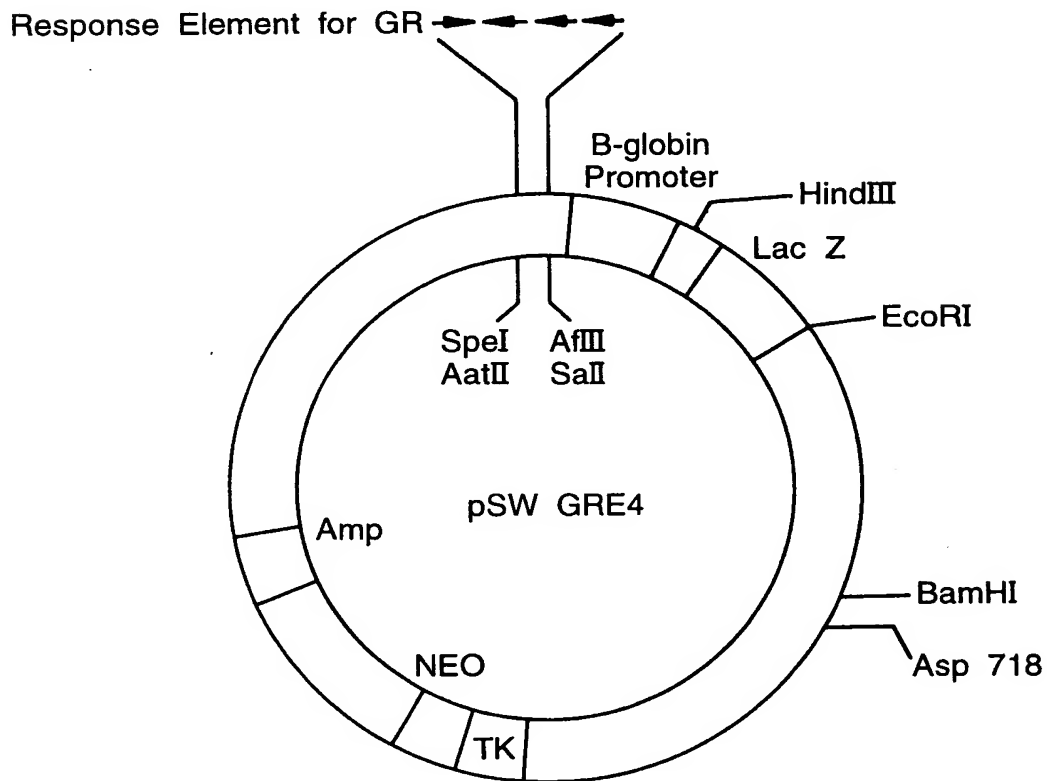 Response Element for GR
B-globin
Promoter
HindIII
Lac Z
EcoRI
SpeI
AatII
AflII
SalI
pSW GRE4
Amp
BamHI
Asp 718
NEO
TK